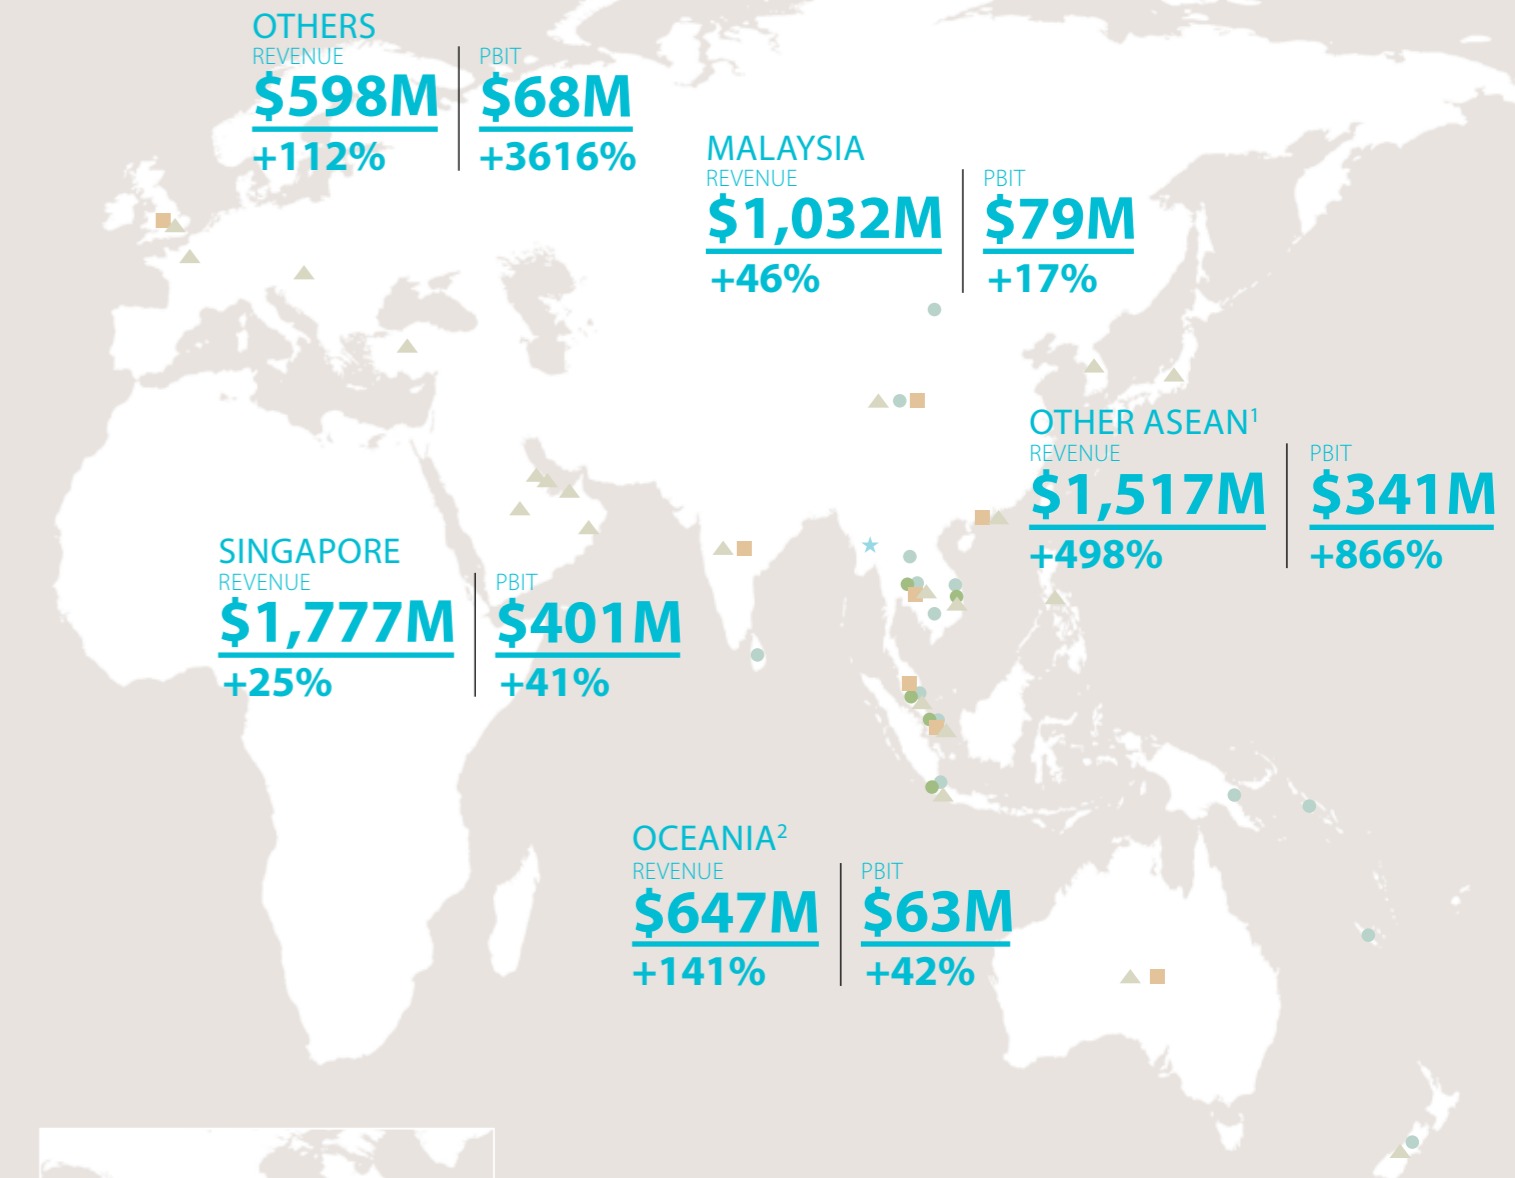 OTHERS
REVENUE PBIT
$598M $68M
+112% +3616%
MALAYSIA
REVENUE PBIT
$1,032M $79M
+46% +17%
OTHER ASEAN¹
REVENUE PBIT
$1,517M $341M
+498% +866%
SINGAPORE
REVENUE PBIT
$1,777M $401M
+25% +41%
OCEANIA²
REVENUE PBIT
$647M $63M
+141% +42%